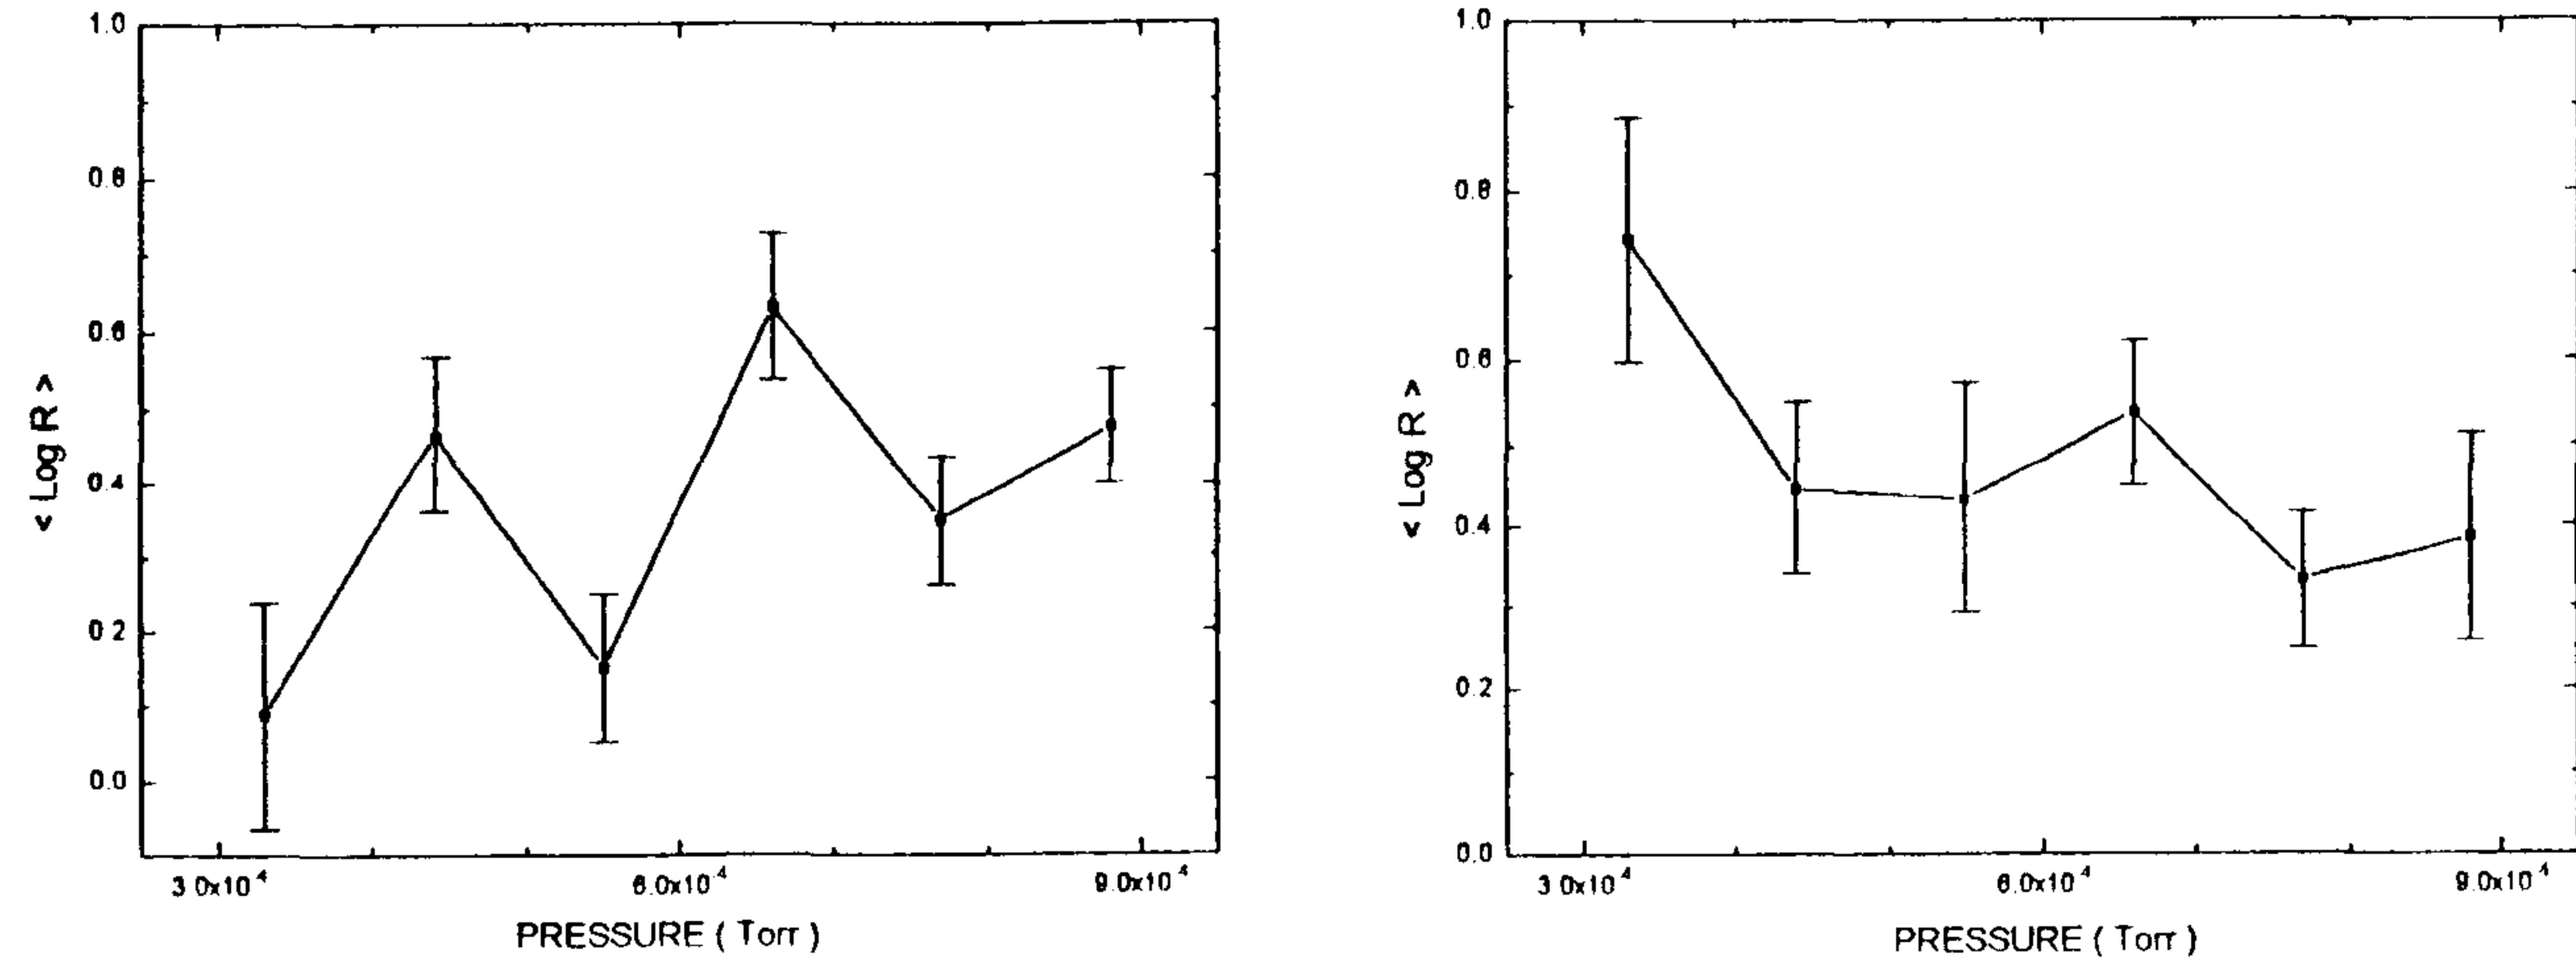 1.0
0.8
0.6
0.4
0.2
0.0
< Log R >
3.0x10⁻⁴
6.0x10⁻⁴
9.0x10⁻⁴
PRESSURE ( Torr )
1.0
0.8
0.6
0.4
0.2
0.0
< Log R >
3.0x10⁻⁴
6.0x10⁻⁴
9.0x10⁻⁴
PRESSURE ( Torr )